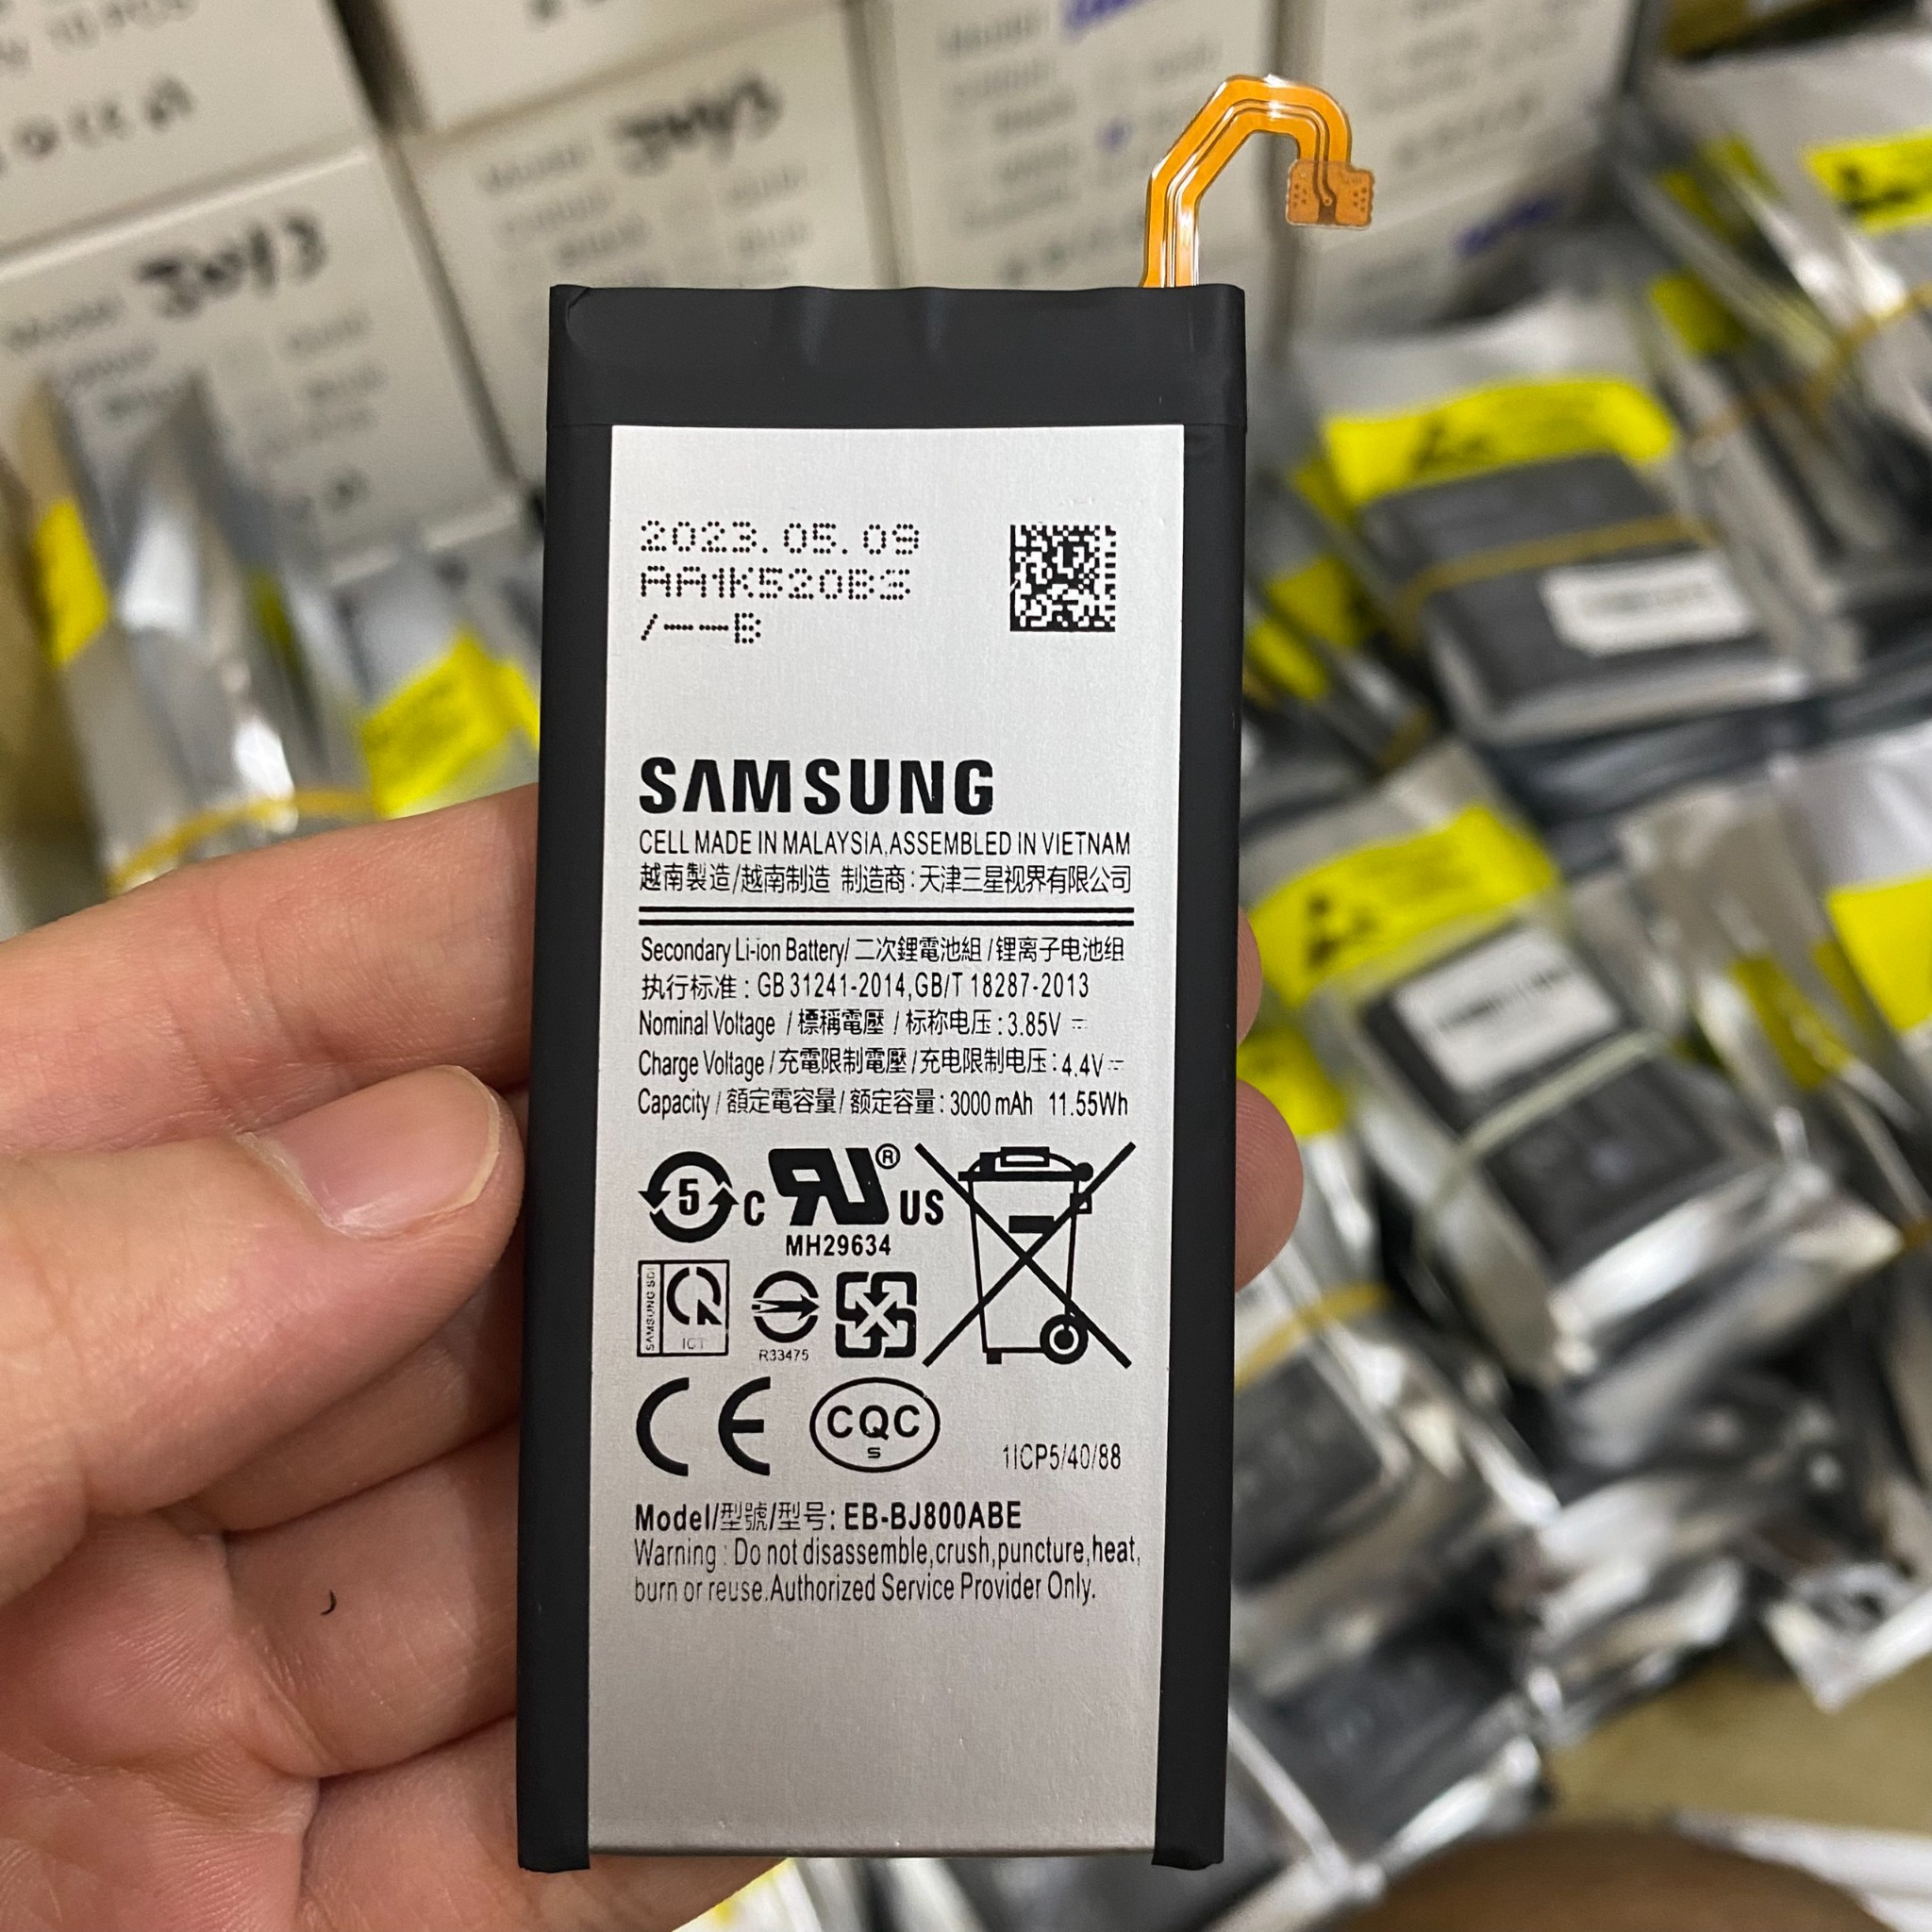 2023.05.09
AA1K520BS
/--B
SAMSUNG
CELL MADE IN MALAYSIA,ASSEMBLED IN VIETNAM
越南製造/越南制造 制造商:天津三星视界有限公司
Secondary Li-ion Battery/ 二次鋰電池組 /锂离子电池组
执行标准: GB 31241-2014,GB/T 18287-2013
Nominal Voltage / 標稱電壓 / 标称电压: 3.85V ⎓
Charge Voltage / 充電限制電壓 / 充电限制电压: 4.4V⎓
Capacity / 額定電容量/ 额定容量: 3000 mAh 11.55Wh
5 C RU ® US
MH29634
SAMSUNG SDI
ICT
R33475
CE CQC
S
1ICP5/40/88
Model/型號/型号: EB-BJ800ABE
Warning : Do not disassemble,crush,puncture,heat,
burn or reuse.Authorized Service Provider Only.